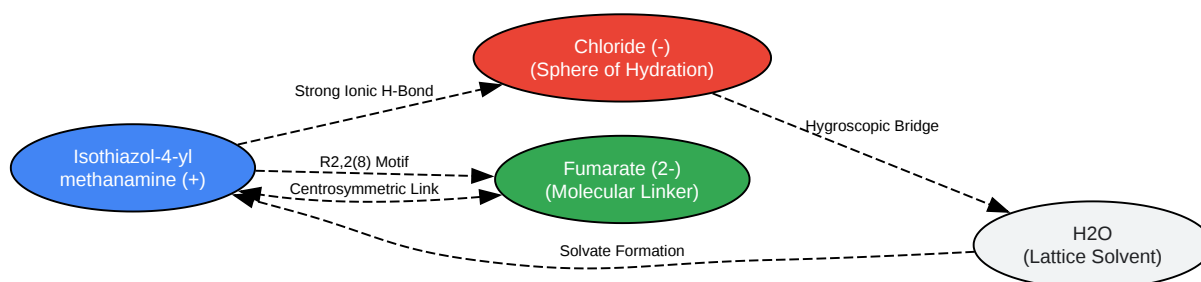 Chloride (-)
(Sphere of Hydration)
Strong Ionic H-Bond
Hygroscopic Bridge
Isothiazol-4-yl
methanamine (+)
R2,2(8) Motif
Centrosymmetric Link
Fumarate (2-)
(Molecular Linker)
Solvate Formation
H2O
(Lattice Solvent)